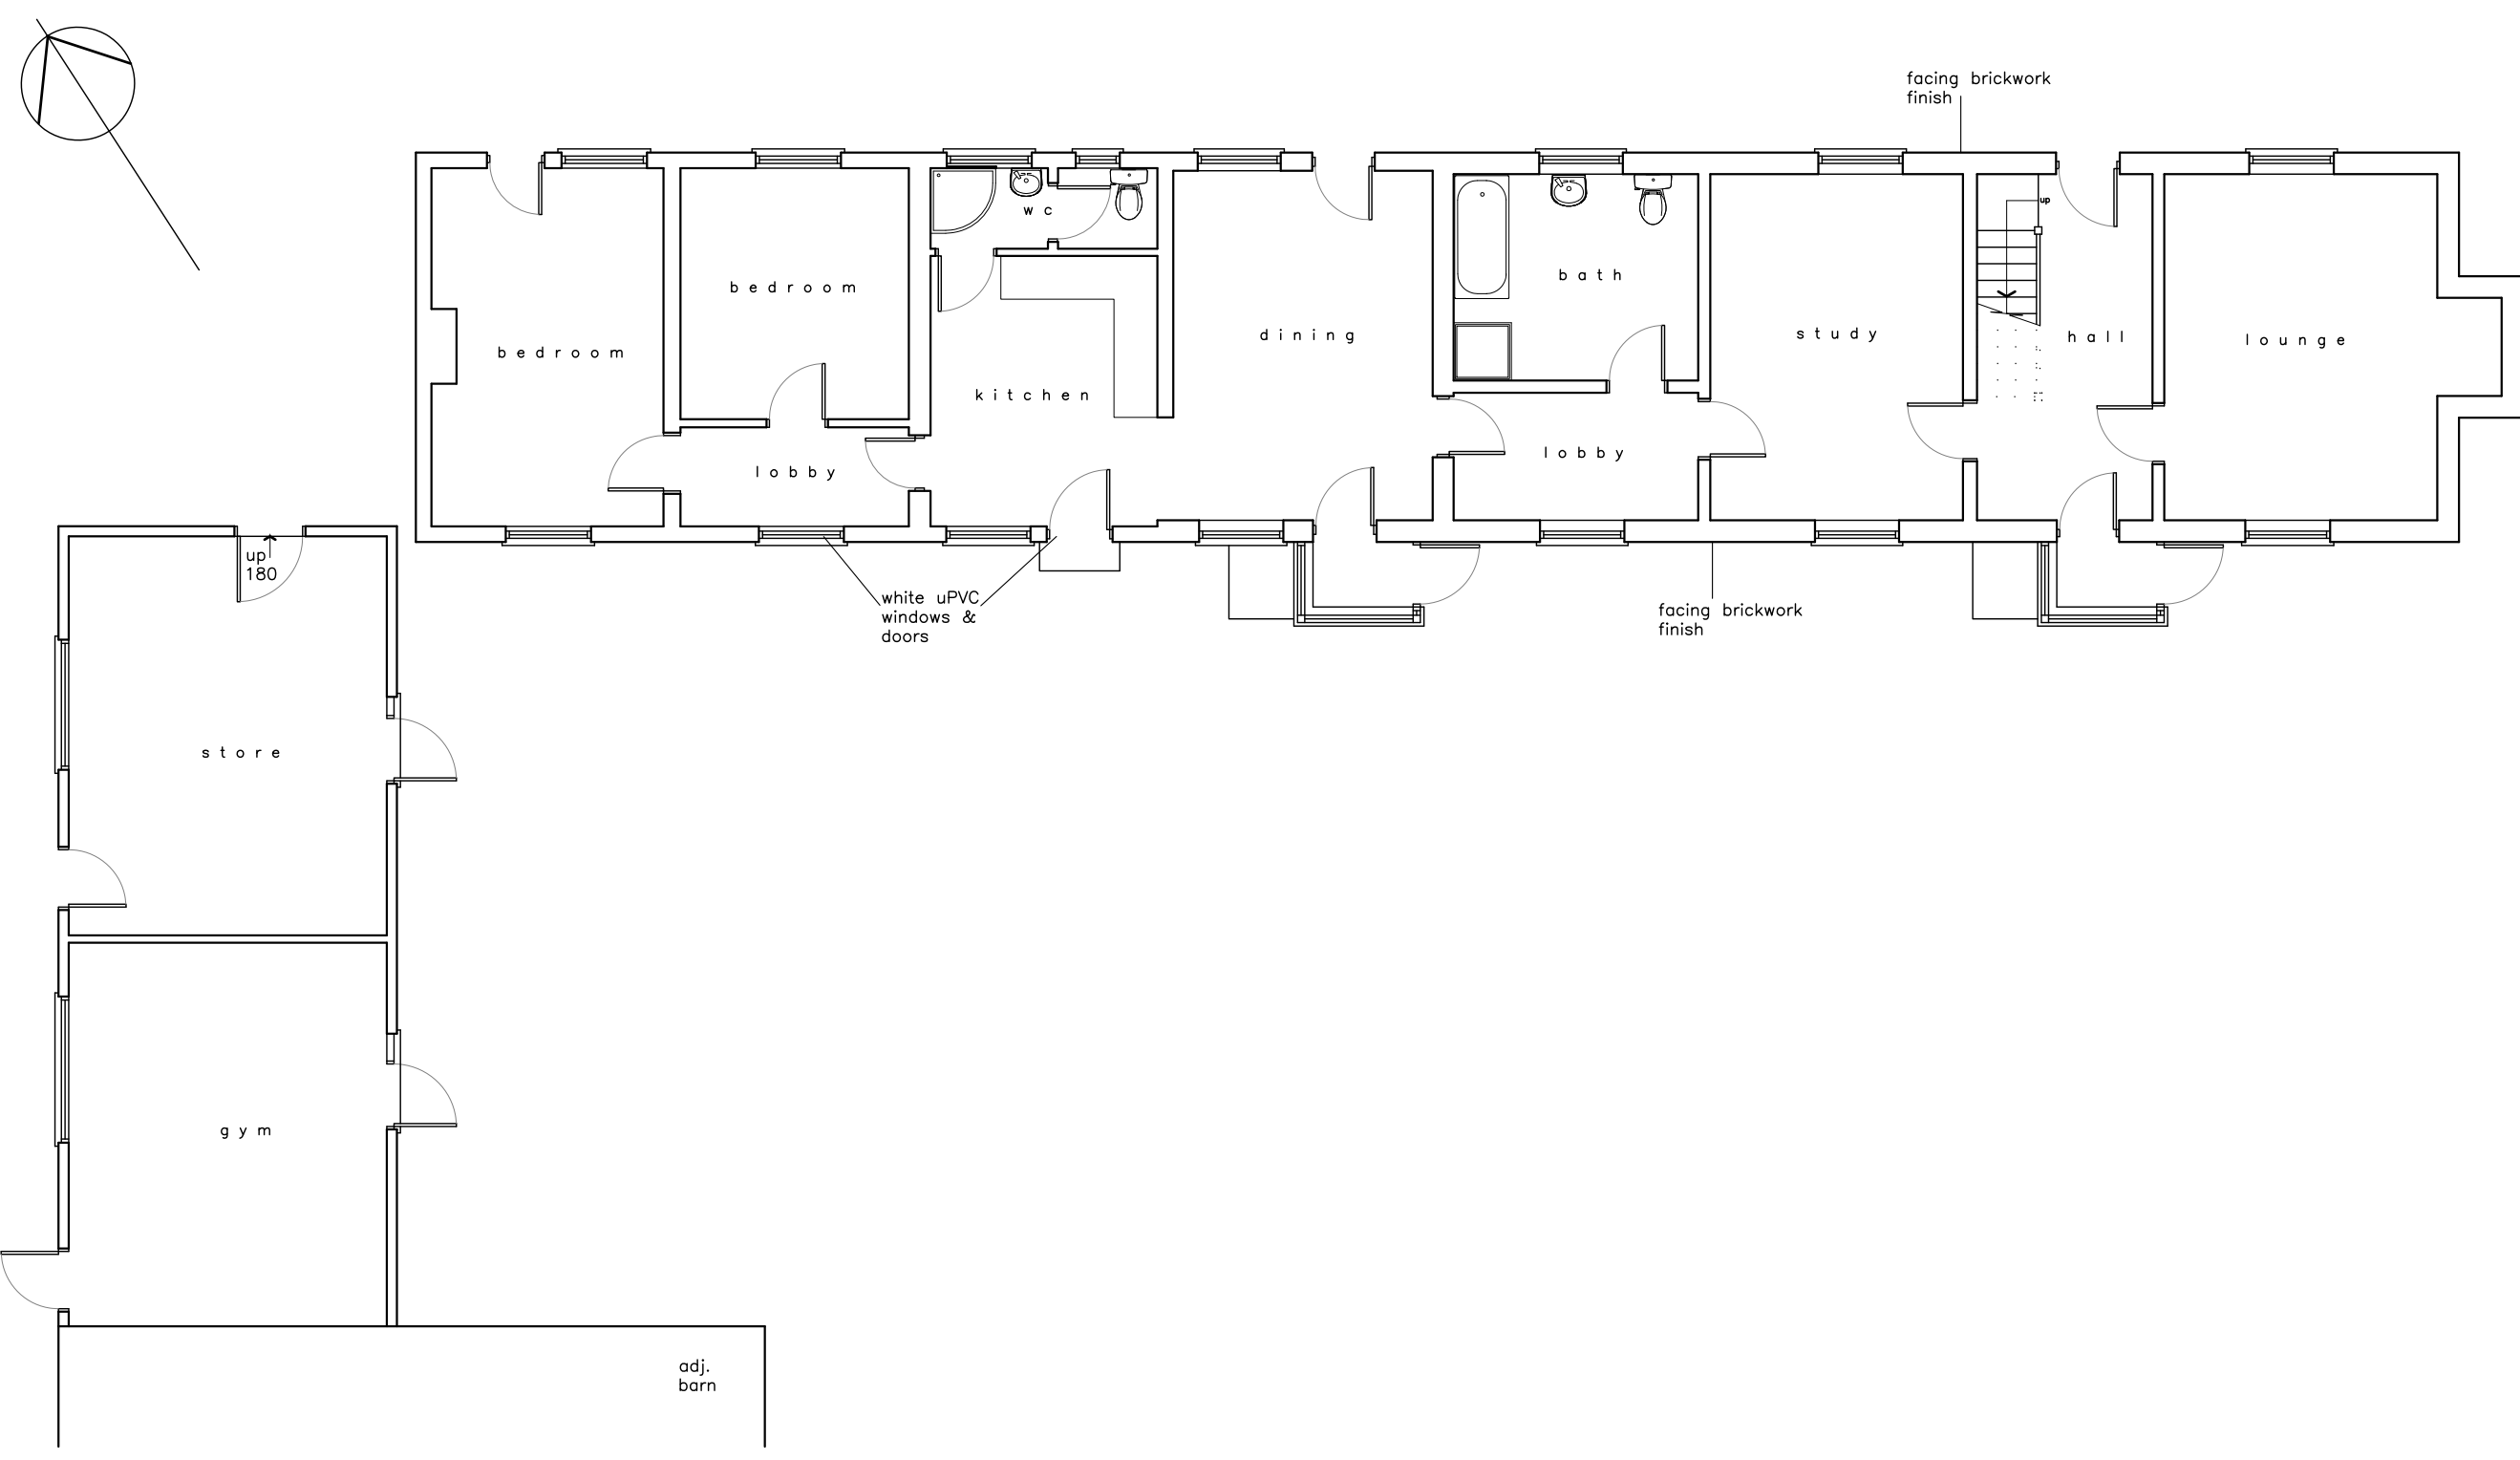 facing brickwork
finish
up
w c
bath
bedroom
dining
study
hall
lounge
bedroom
kitchen
lobby
lobby
up
180
white uPVC
windows &
doors
facing brickwork
finish
store
gym
adj.
barn